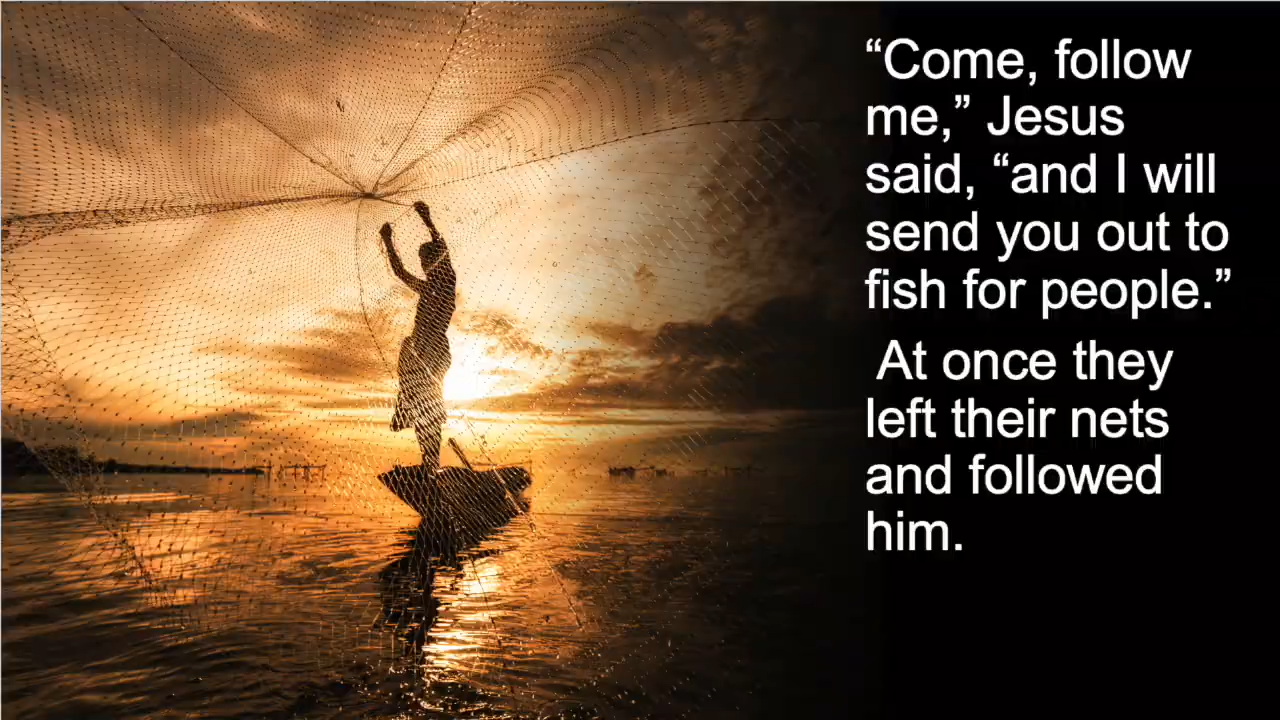 “Come, follow
me,” Jesus
said, “and I will
send you out to
fish for people.”
At once they
left their nets
and followed
him.